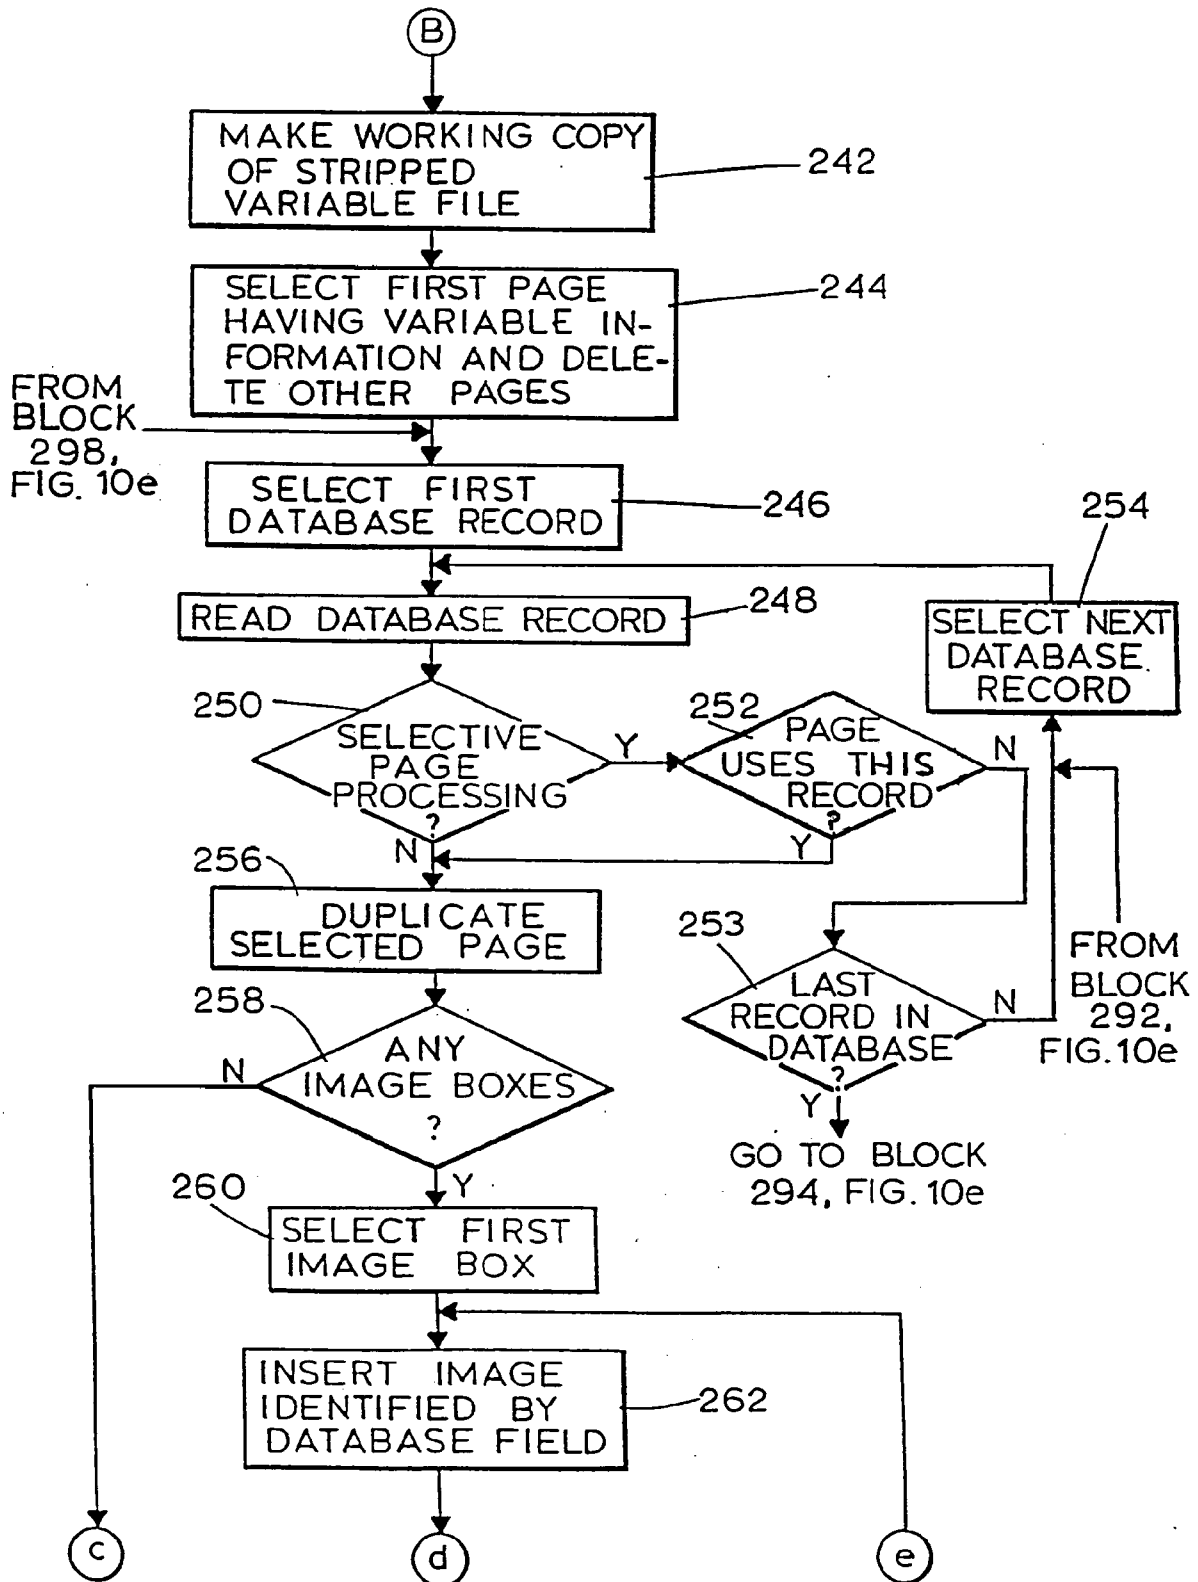 B
MAKE WORKING COPY
OF STRIPPED
VARIABLE FILE
242
SELECT FIRST PAGE
HAVING VARIABLE IN-
FORMATION AND DELE-
TE OTHER PAGES
244
FROM
BLOCK
298,
FIG. 10e
SELECT FIRST
DATABASE RECORD
246
254
READ DATABASE RECORD
248
SELECT NEXT
DATABASE.
RECORD
250
SELECTIVE
PAGE
PROCESSING
?
Y
N
252
PAGE
USES THIS
RECORD
?
N
Y
256
DUPLICATE
SELECTED PAGE
253
LAST
RECORD IN
DATABASE
?
N
Y
FROM
BLOCK
292,
FIG. 10e
GO TO BLOCK
294, FIG. 10e
258
ANY
IMAGE BOXES
?
N
Y
260
SELECT FIRST
IMAGE BOX
INSERT IMAGE
IDENTIFIED BY
DATABASE FIELD
262
c
d
e